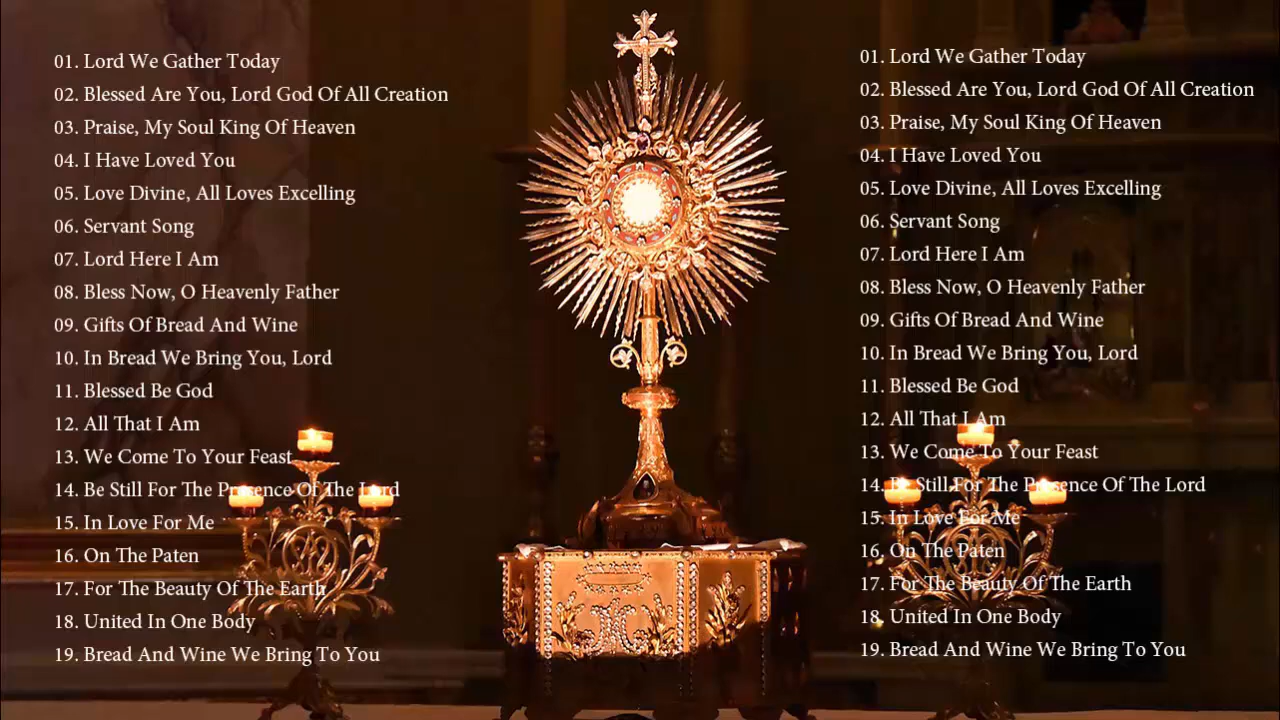 01. Lord We Gather Today
02. Blessed Are You, Lord God Of All Creation
03. Praise, My Soul King Of Heaven
04. I Have Loved You
05. Love Divine, All Loves Excelling
06. Servant Song
07. Lord Here I Am
08. Bless Now, O Heavenly Father
09. Gifts Of Bread And Wine
10. In Bread We Bring You, Lord
11. Blessed Be God
12. All That I Am
13. We Come To Your Feast
14. Be Still For The Presence Of The Lord
15. In Love For Me
16. On The Paten
17. For The Beauty Of The Earth
18. United In One Body
19. Bread And Wine We Bring To You
01. Lord We Gather Today
02. Blessed Are You, Lord God Of All Creation
03. Praise, My Soul King Of Heaven
04. I Have Loved You
05. Love Divine, All Loves Excelling
06. Servant Song
07. Lord Here I Am
08. Bless Now, O Heavenly Father
09. Gifts Of Bread And Wine
10. In Bread We Bring You, Lord
11. Blessed Be God
12. All That I Am
13. We Come To Your Feast
14. Be Still For The Presence Of The Lord
15. In Love For Me
16. On The Paten
17. For The Beauty Of The Earth
18. United In One Body
19. Bread And Wine We Bring To You